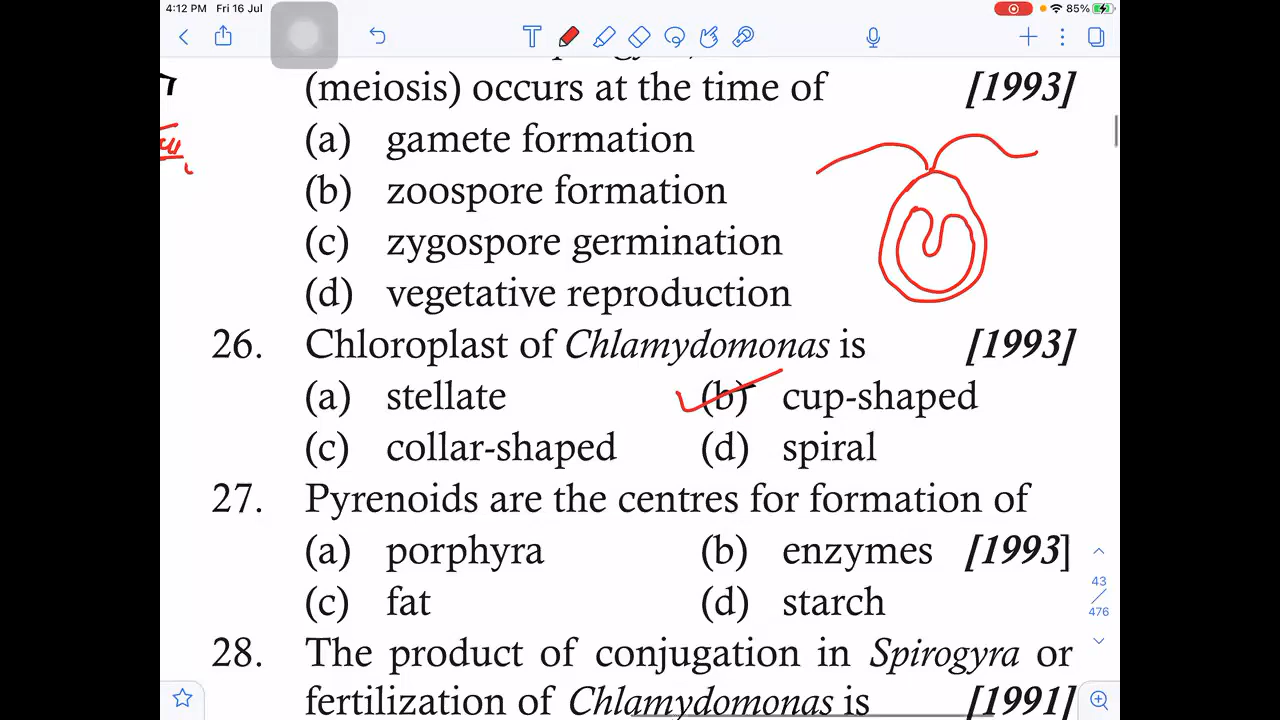 4:12 PM Fri 16 Jul
85%
T
(meiosis) occurs at the time of [1993]
(a) gamete formation
(b) zoospore formation
(c) zygospore germination
(d) vegetative reproduction
26. Chloroplast of Chlamydomonas is [1993]
(a) stellate (b) cup-shaped
(c) collar-shaped (d) spiral
27. Pyrenoids are the centres for formation of
(a) porphyra (b) enzymes [1993]
(c) fat (d) starch
43
476
28. The product of conjugation in Spirogyra or
fertilization of Chlamydomonas is [1991]